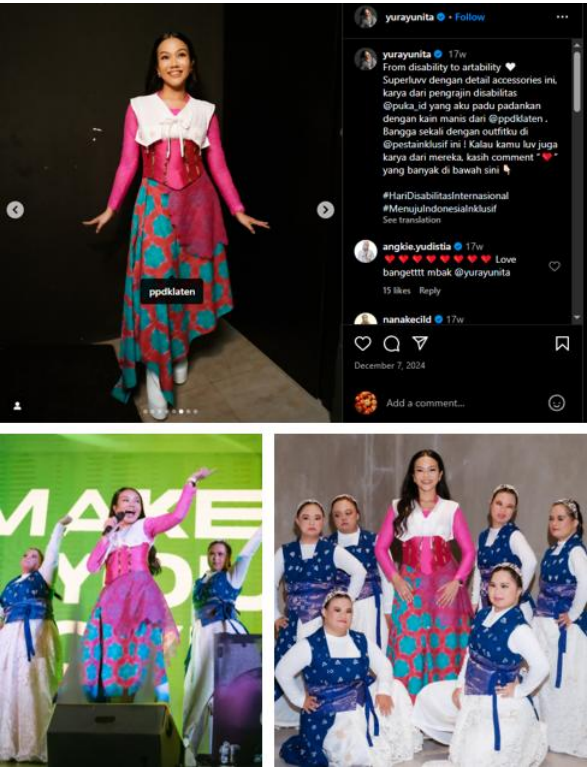 yurayunita • Follow
yurayunita 17w
From disability to artability 🤍
Superluvv dengan detail accessories ini,
karya dari pengrajin disabilitas
@puka_id yang aku padu padankan
dengan kain manis dari @ppdklaten .
Bangga sekali dengan outfitku di
@pestainklusif ini ! Kalau kamu luv juga
karya dari mereka, kasih comment "❤️"
yang banyak di bawah sini 👇🏻
#HariDisabilitasInternasional
#MenujuIndonesiaInklusif
See translation
angkie.yudistia 17w
❤️❤️❤️❤️❤️❤️❤️❤️ Love
bangetttt mbak @yurayunita
15 likes Reply
nanakecild 17w
December 7, 2024
Add a comment...
ppdklaten
MAKE
YOU